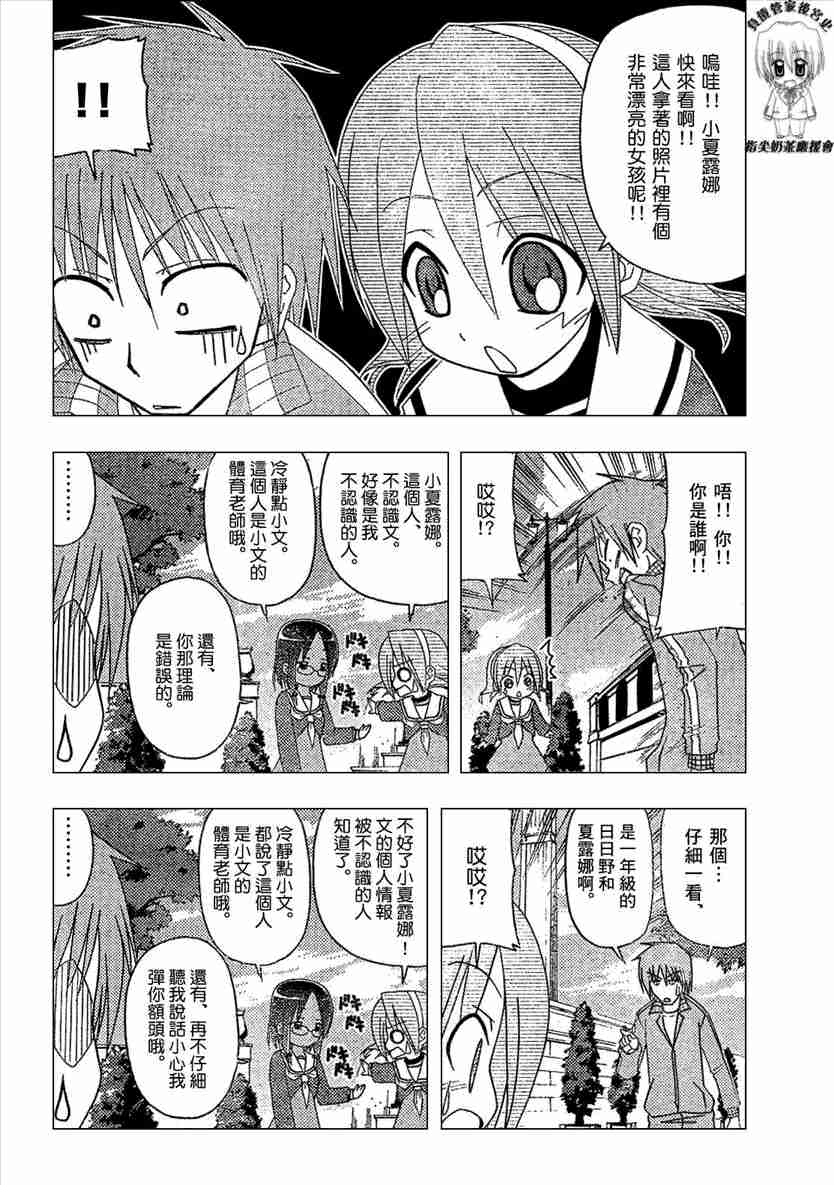 嗚哇!! 小夏露娜
快來看啊!!
這人拿著的照片裡有個
非常漂亮的女孩呢!!
!!
唔!! 你!!
你是誰啊!!
哎哎!?
小夏露娜。
這個人、
不認識文。
好像是我
不認識的人。
冷靜點小文。
這個人是小文的
體育老師哦。
還有、
你那理論
是錯誤的。
……
ドキ
ドキ
那個…
仔細一看、
是一年級的
日日野和
夏露娜啊。
哎哎!?
不好了小夏露娜!
文的個人情報
被不認識的人
知道了。
冷靜點小文。
都說了這個人
是小文的
體育老師哦。
還有、再不仔細
聽我說話小心我
彈你額頭哦。
……
ドキ
ドキ
負債管家後宮史
指尖奶茶應援會